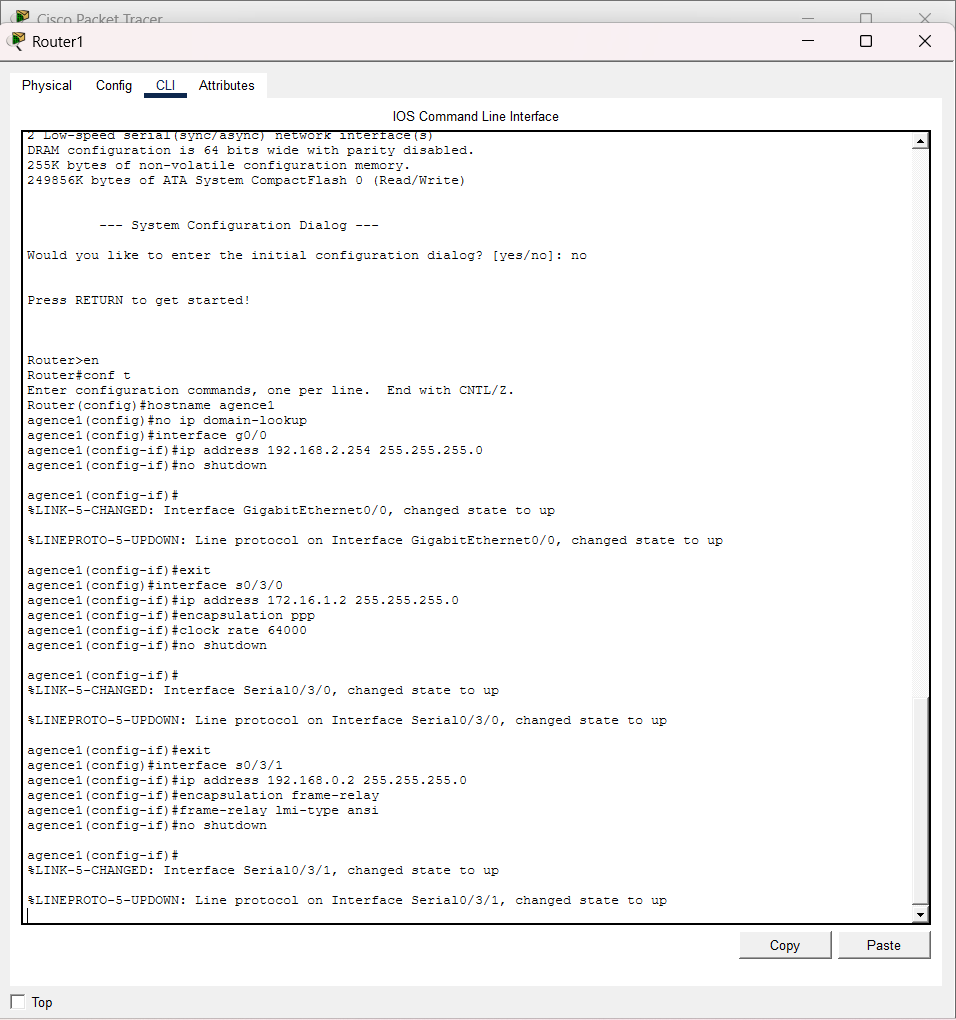 Cisco Packet Tracer
Router1
Physical Config CLI Attributes
IOS Command Line Interface
2 Low-speed serial(sync/async) network interface(s)
DRAM configuration is 64 bits wide with parity disabled.
255K bytes of non-volatile configuration memory.
249856K bytes of ATA System CompactFlash 0 (Read/Write)
--- System Configuration Dialog ---
Would you like to enter the initial configuration dialog? [yes/no]: no
Press RETURN to get started!
Router>en
Router#conf t
Enter configuration commands, one per line.  End with CNTL/Z.
Router(config)#hostname agence1
agence1(config)#no ip domain-lookup
agence1(config)#interface g0/0
agence1(config-if)#ip address 192.168.2.254 255.255.255.0
agence1(config-if)#no shutdown
agence1(config-if)#
%LINK-5-CHANGED: Interface GigabitEthernet0/0, changed state to up
%LINEPROTO-5-UPDOWN: Line protocol on Interface GigabitEthernet0/0, changed state to up
agence1(config-if)#exit
agence1(config)#interface s0/3/0
agence1(config-if)#ip address 172.16.1.2 255.255.255.0
agence1(config-if)#encapsulation ppp
agence1(config-if)#clock rate 64000
agence1(config-if)#no shutdown
agence1(config-if)#
%LINK-5-CHANGED: Interface Serial0/3/0, changed state to up
%LINEPROTO-5-UPDOWN: Line protocol on Interface Serial0/3/0, changed state to up
agence1(config-if)#exit
agence1(config)#interface s0/3/1
agence1(config-if)#ip address 192.168.0.2 255.255.255.0
agence1(config-if)#encapsulation frame-relay
agence1(config-if)#frame-relay lmi-type ansi
agence1(config-if)#no shutdown
agence1(config-if)#
%LINK-5-CHANGED: Interface Serial0/3/1, changed state to up
%LINEPROTO-5-UPDOWN: Line protocol on Interface Serial0/3/1, changed state to up
Copy Paste
Top